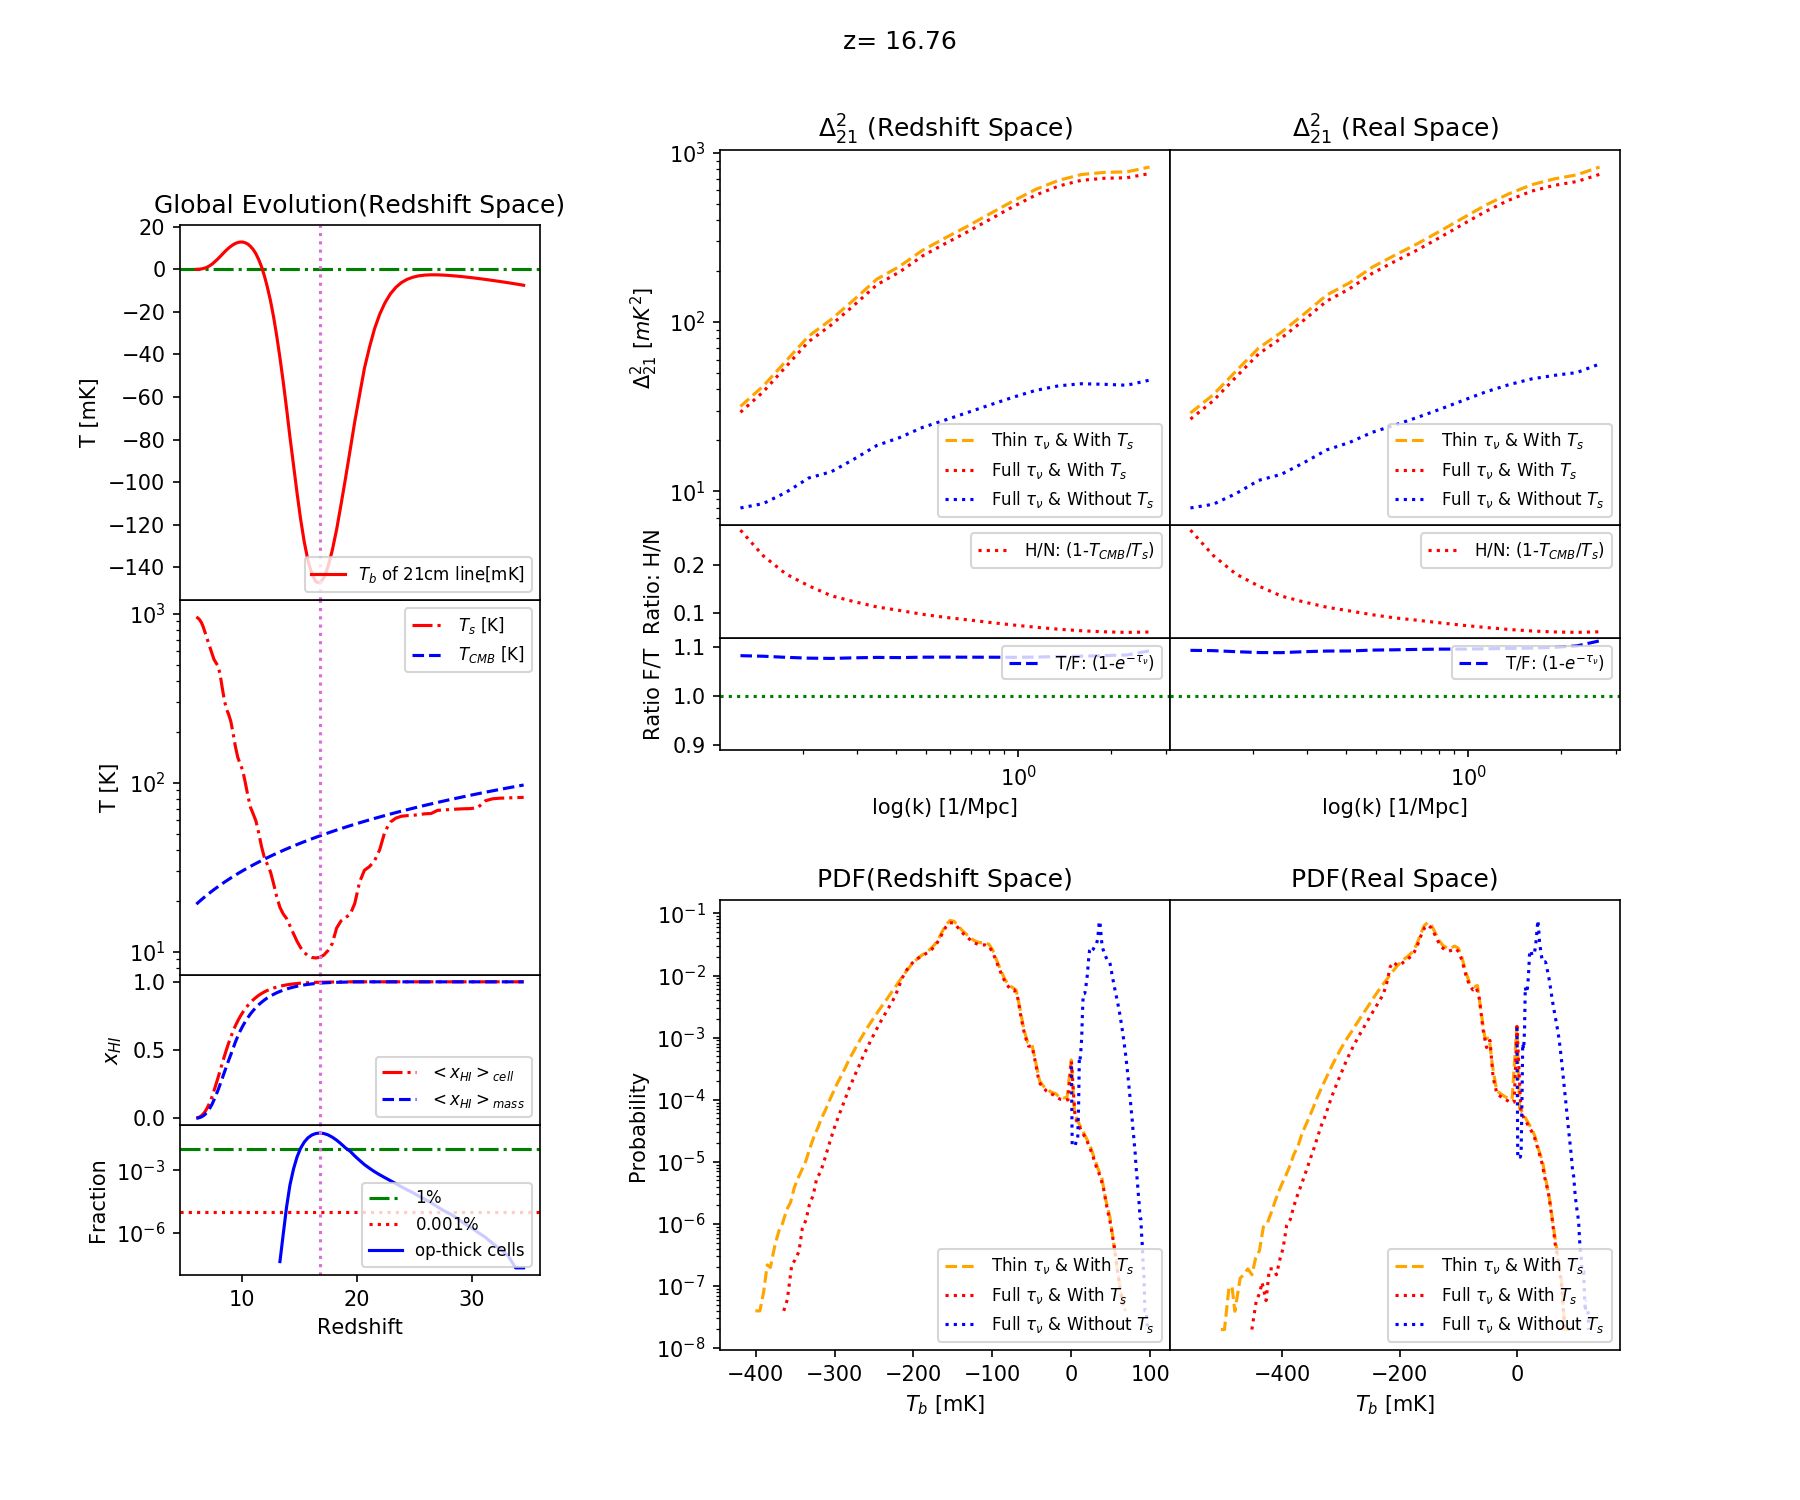 z= 16.76
Global Evolution(Redshift Space)
T [mK]
20
0
−20
−40
−60
−80
−100
−120
−140
T_b of 21cm line[mK]
T [K]
10^3
10^2
10^1
T_s [K]
T_CMB [K]
x_HI
1.0
0.5
0.0
<x_HI>_cell
<x_HI>_mass
Fraction
10^−3
10^−6
1%
0.001%
op-thick cells
10 20 30
Redshift
Δ^2_21 (Redshift Space)
Δ^2_21 (Real Space)
Δ^2_21 [mK^2]
10^3
10^2
10^1
Thin τ_ν & With T_s
Full τ_ν & With T_s
Full τ_ν & Without T_s
Thin τ_ν & With T_s
Full τ_ν & With T_s
Full τ_ν & Without T_s
Ratio: H/N
0.2
0.1
H/N: (1-T_CMB/T_s)
H/N: (1-T_CMB/T_s)
Ratio F/T
1.1
1.0
0.9
T/F: (1-e^−τ_ν)
T/F: (1-e^−τ_ν)
10^0
10^0
log(k) [1/Mpc]
log(k) [1/Mpc]
PDF(Redshift Space)
PDF(Real Space)
Probability
10^−1
10^−2
10^−3
10^−4
10^−5
10^−6
10^−7
10^−8
Thin τ_ν & With T_s
Full τ_ν & With T_s
Full τ_ν & Without T_s
Thin τ_ν & With T_s
Full τ_ν & With T_s
Full τ_ν & Without T_s
−400 −300 −200 −100 0 100
−400 −200 0
T_b [mK]
T_b [mK]